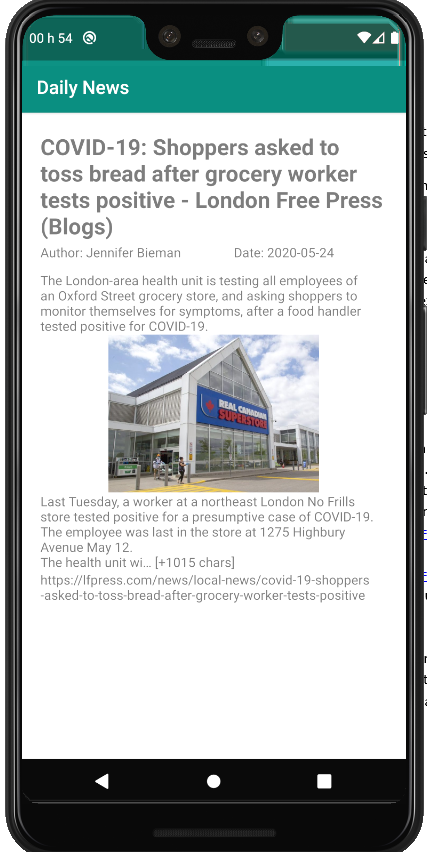 00 h 54
Daily News
COVID-19: Shoppers asked to
toss bread after grocery worker
tests positive - London Free Press
(Blogs)
Author: Jennifer Bieman Date: 2020-05-24
The London-area health unit is testing all employees of
an Oxford Street grocery store, and asking shoppers to
monitor themselves for symptoms, after a food handler
tested positive for COVID-19.
REAL CANADIAN
SUPERSTORE
Last Tuesday, a worker at a northeast London No Frills
store tested positive for a presumptive case of COVID-19.
The employee was last in the store at 1275 Highbury
Avenue May 12.
The health unit wi… [+1015 chars]
https://lfpress.com/news/local-news/covid-19-shoppers
-asked-to-toss-bread-after-grocery-worker-tests-positive